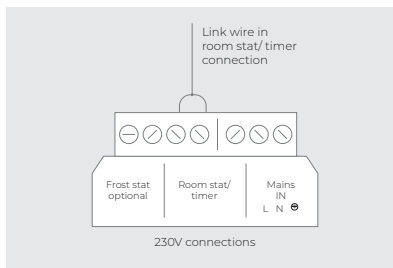 Link wire in
room stat/ timer
connection
Frost stat
optional
Room stat/
timer
Mains
IN
L N
230V connections